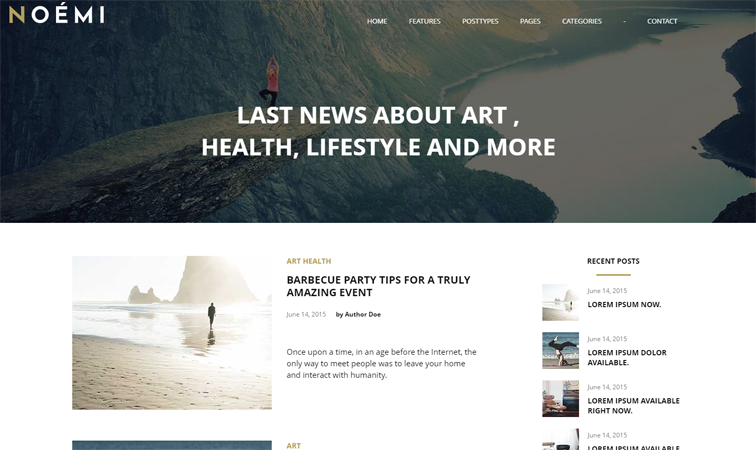 NOÉMI
HOME FEATURES POSTTYPES PAGES CATEGORIES - CONTACT
LAST NEWS ABOUT ART ,
HEALTH, LIFESTYLE AND MORE
ART HEALTH
BARBECUE PARTY TIPS FOR A TRULY
AMAZING EVENT
June 14, 2015 by Author Doe
Once upon a time, in an age before the Internet, the
only way to meet people was to leave your home
and interact with humanity.
ART
RECENT POSTS
June 14, 2015
LOREM IPSUM NOW.
June 14, 2015
LOREM IPSUM DOLOR
AVAILABLE.
June 14, 2015
LOREM IPSUM AVAILABLE
RIGHT NOW.
June 14, 2015
LOREM IPSUM AVAILABLE